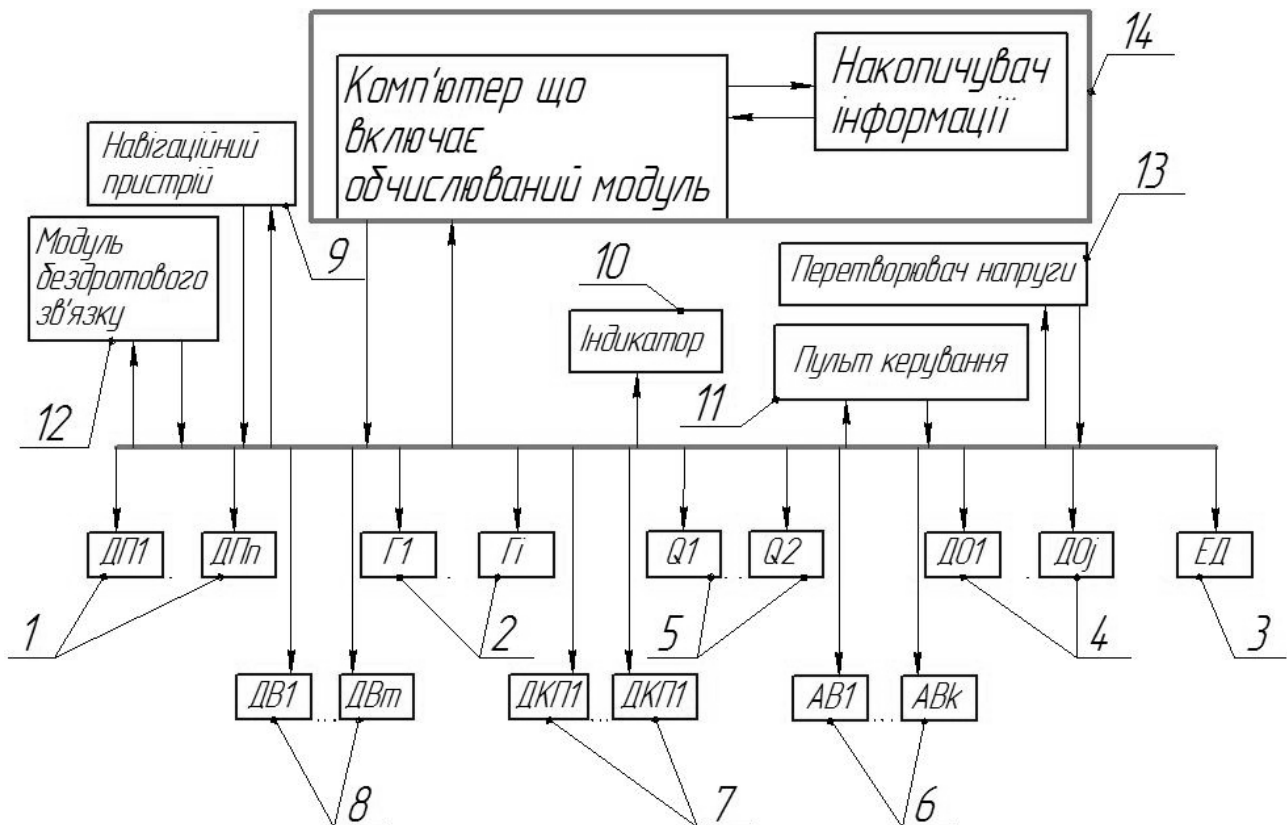 Комп'ютер що
включає
обчислюваний модуль
Накопичувач
інформації
14
Навігаційний
пристрій
9
13
Модуль
бездротового
зв'язку
12
10
Індикатор
Перетворювач напруги
Пульт керування
11
ДП1
ДПn
Г1
Гі
Q1
Q2
ДО1
ДОj
ЕД
1
2
5
4
3
ДВ1
ДВm
ДКП1
ДКП1
АВ1
АВk
8
7
6